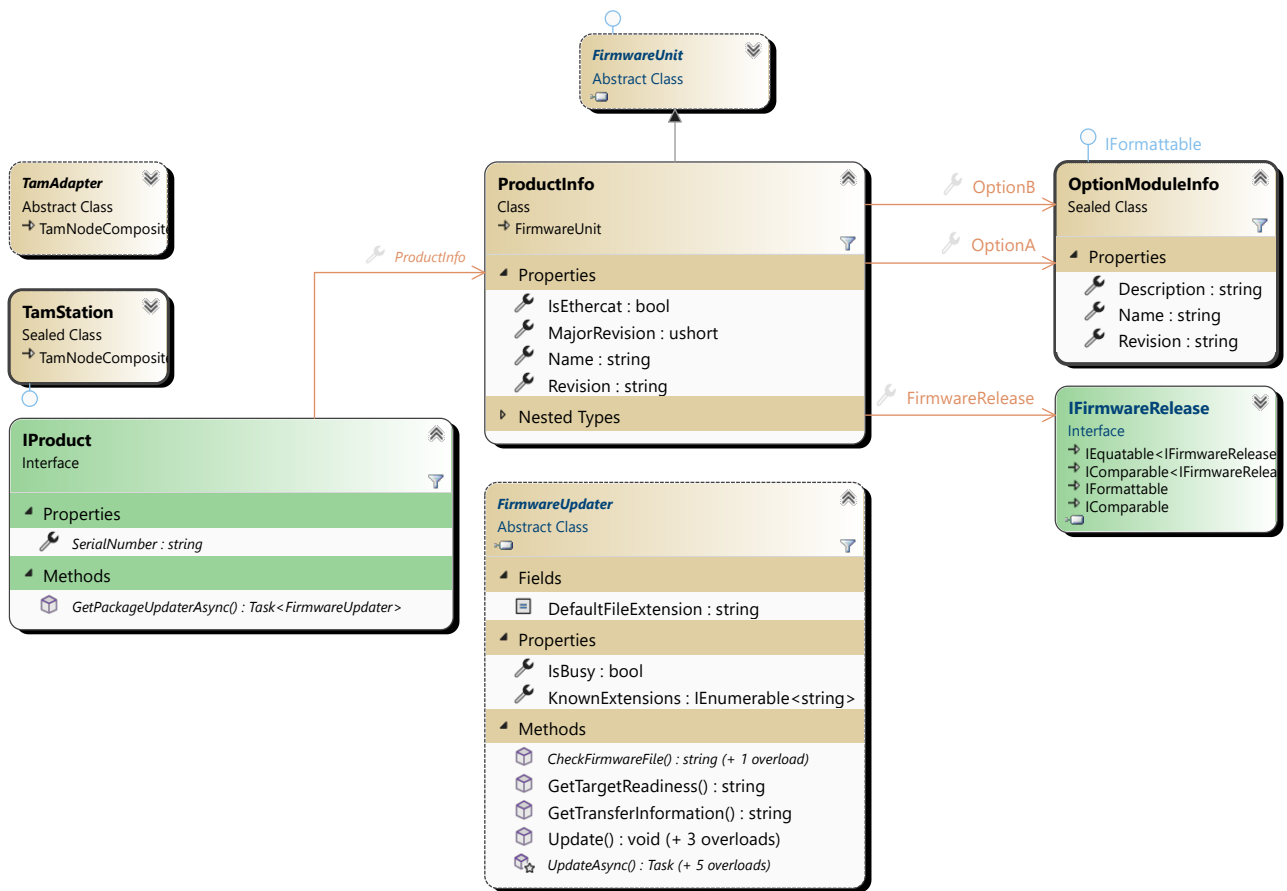 FirmwareUnit
Abstract Class
TamAdapter
Abstract Class
TamNodeComposite
TamStation
Sealed Class
TamNodeComposite
IProduct
Interface
Properties
SerialNumber : string
Methods
GetPackageUpdaterAsync() : Task<FirmwareUpdater>
ProductInfo
ProductInfo
Class
FirmwareUnit
Properties
IsEthercat : bool
MajorRevision : ushort
Name : string
Revision : string
Nested Types
OptionB
OptionA
FirmwareRelease
IFormattable
OptionModuleInfo
Sealed Class
Properties
Description : string
Name : string
Revision : string
IFirmwareRelease
Interface
IEquatable<IFirmwareRelease
IComparable<IFirmwareRelea
IFormattable
IComparable
FirmwareUpdater
Abstract Class
Fields
DefaultFileExtension : string
Properties
IsBusy : bool
KnownExtensions : IEnumerable<string>
Methods
CheckFirmwareFile() : string (+ 1 overload)
GetTargetReadiness() : string
GetTransferInformation() : string
Update() : void (+ 3 overloads)
UpdateAsync() : Task (+ 5 overloads)